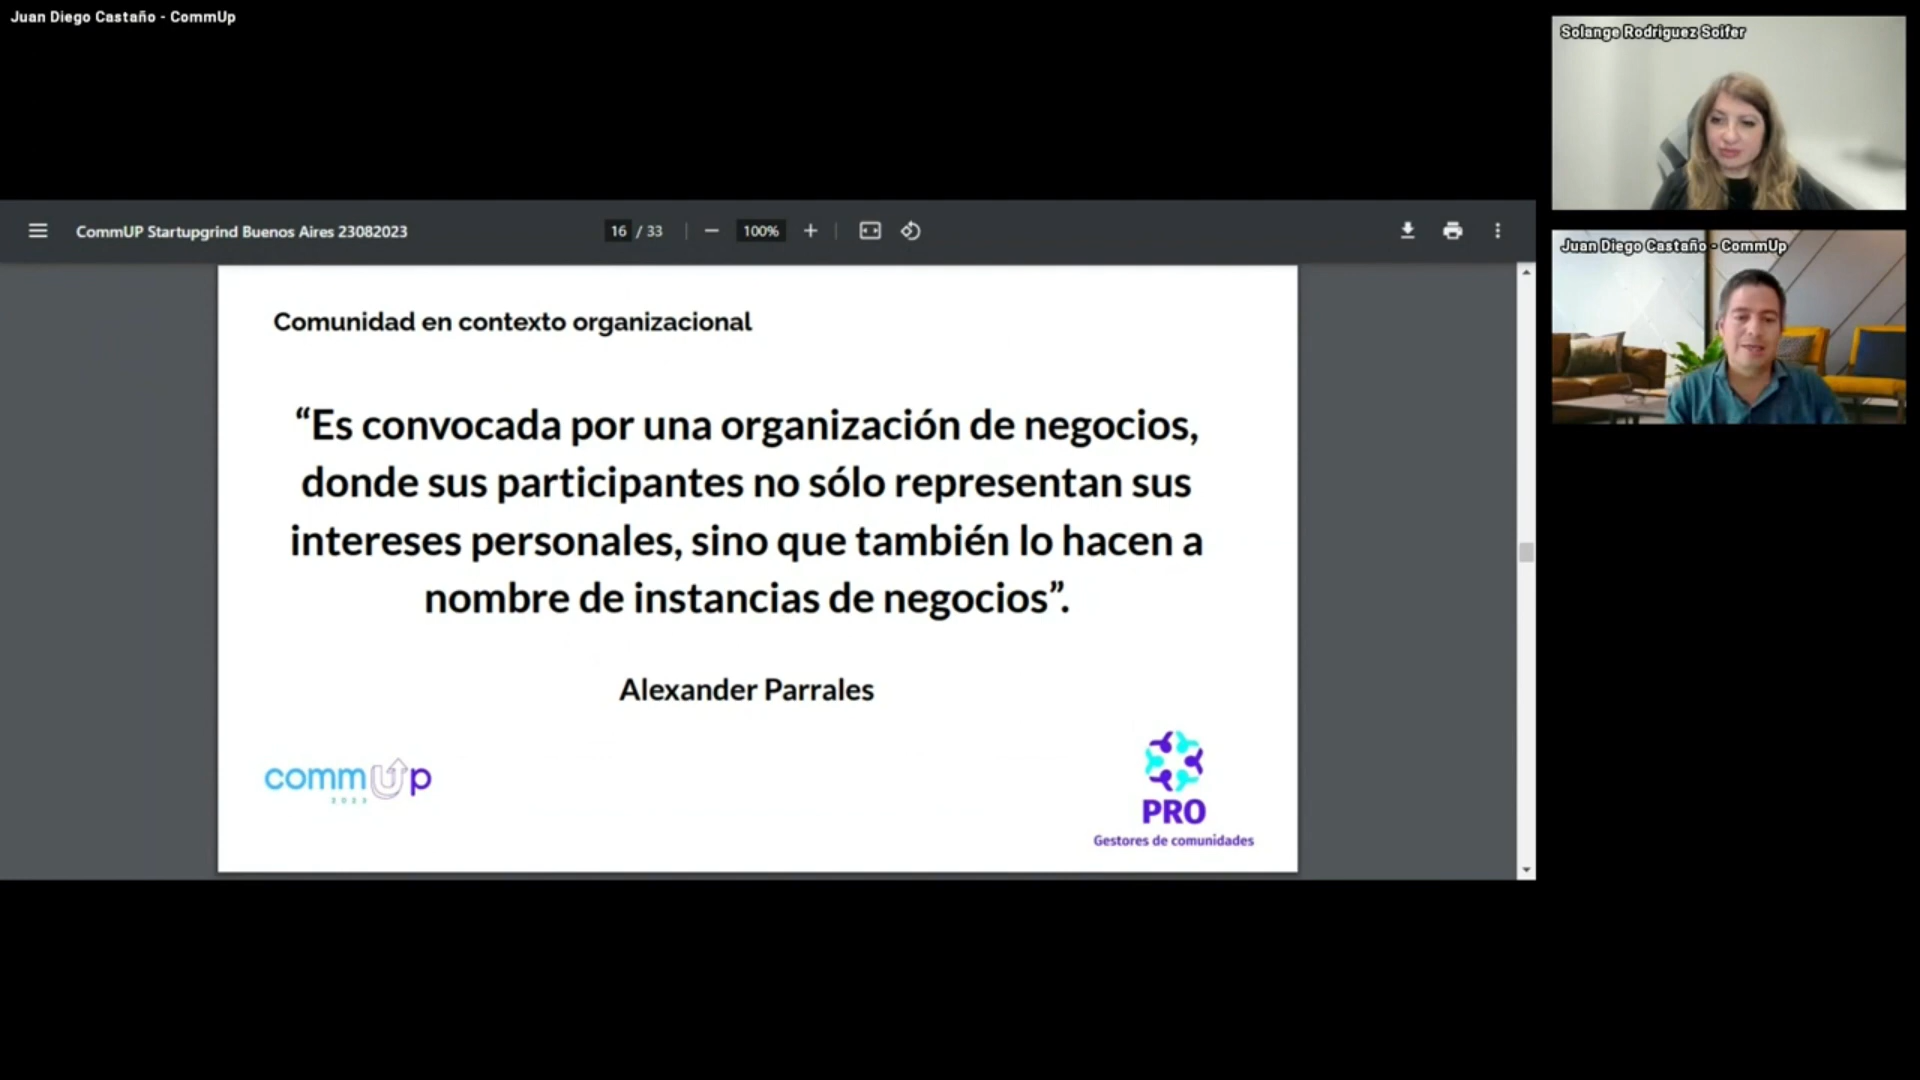 Juan Diego Castaño - CommUp
Solange Rodriguez Soifer
Juan Diego Castaño - CommUp
CommUP Startupgrind Buenos Aires 23082023
16 / 33
100%
Comunidad en contexto organizacional
“Es convocada por una organización de negocios,
donde sus participantes no sólo representan sus
intereses personales, sino que también lo hacen a
nombre de instancias de negocios”.
Alexander Parrales
commUp
2023
PRO
Gestores de comunidades